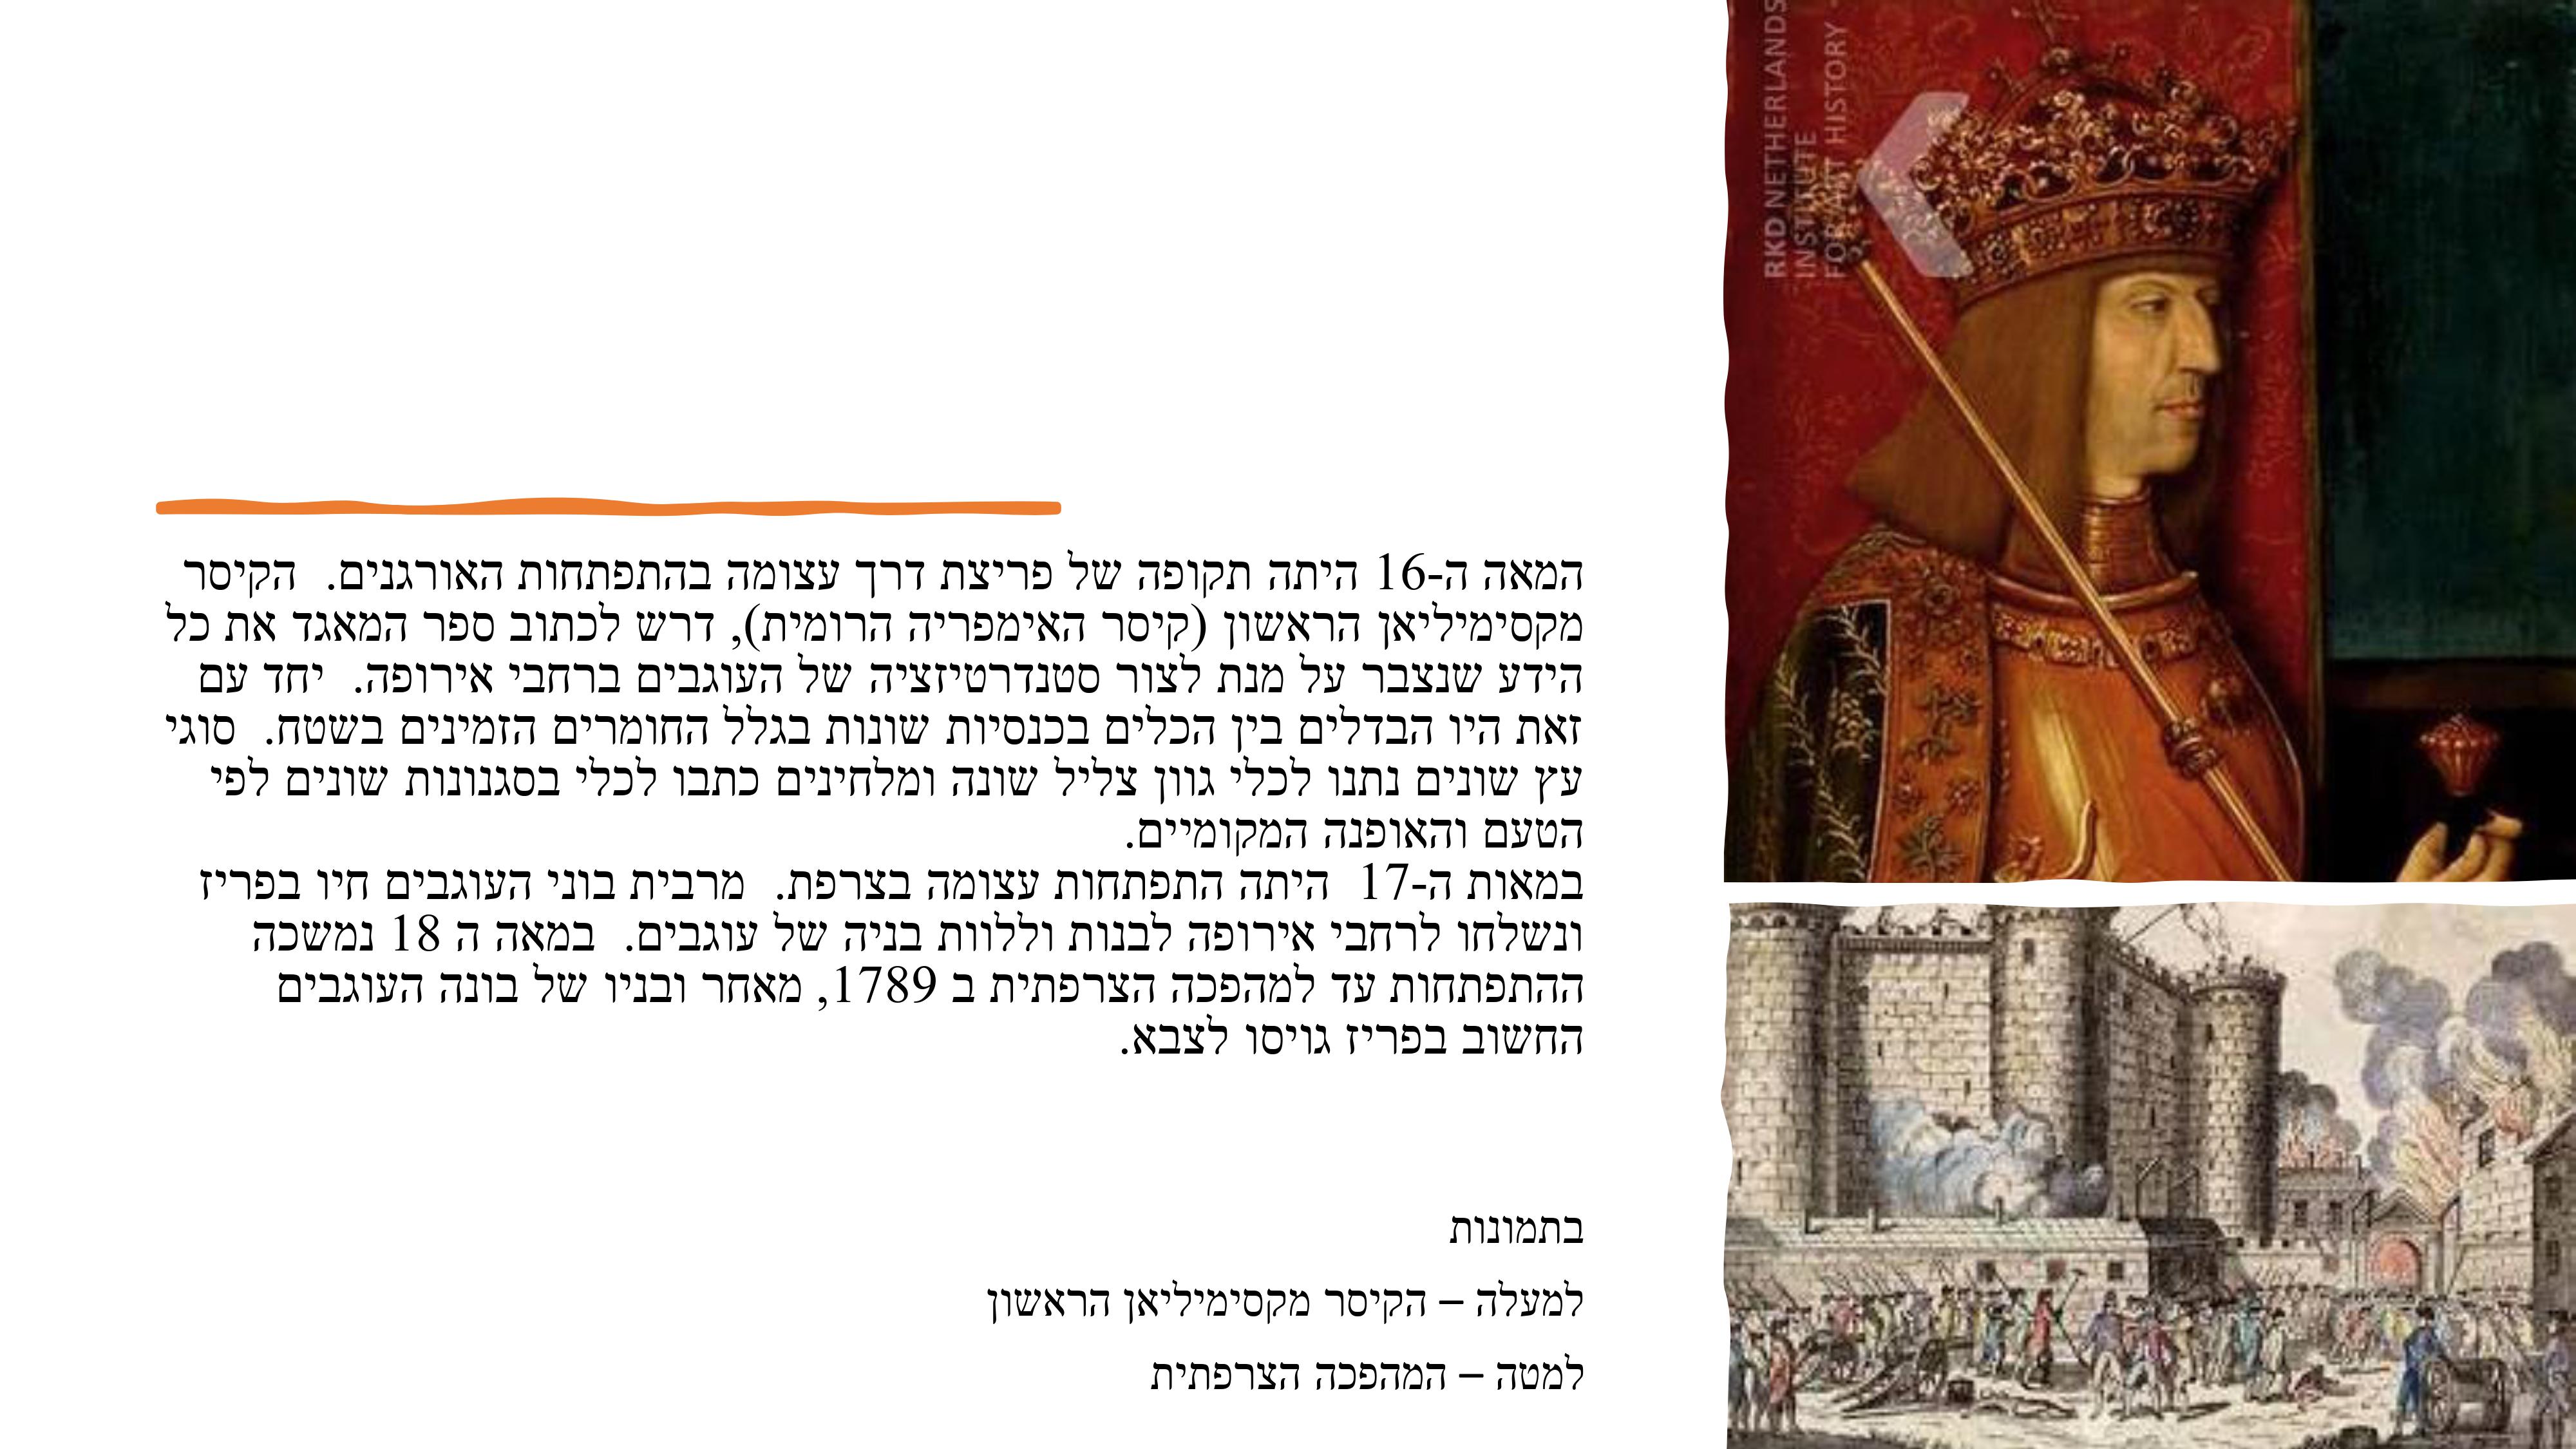 המאה ה-16 היתה תקופה של פריצת דרך עצומה בהתפתחות האורגנים. הקיסר
מקסימיליאן הראשון (קיסר האימפריה הרומית), דרש לכתוב ספר המאגד את כל
הידע שנצבר על מנת לצור סטנדרטיזציה של העוגבים ברחבי אירופה. יחד עם
זאת היו הבדלים בין הכלים בכנסיות שונות בגלל החומרים הזמינים בשטח. סוגי
עץ שונים נתנו לכלי גוון צליל שונה ומלחינים כתבו לכלי בסגנונות שונים לפי
הטעם והאופנה המקומיים.
במאות ה-17 היתה התפתחות עצומה בצרפת. מרבית בוני העוגבים חיו בפריז
ונשלחו לרחבי אירופה לבנות וללוות בניה של עוגבים. במאה ה 18 נמשכה
ההתפתחות עד למהפכה הצרפתית ב 1789, מאחר ובניו של בונה העוגבים
החשוב בפריז גויסו לצבא.
בתמונות
למעלה – הקיסר מקסימיליאן הראשון
למטה – המהפכה הצרפתית
RKD NETHERLANDS
INSTITUTE
FOR ART HISTORY